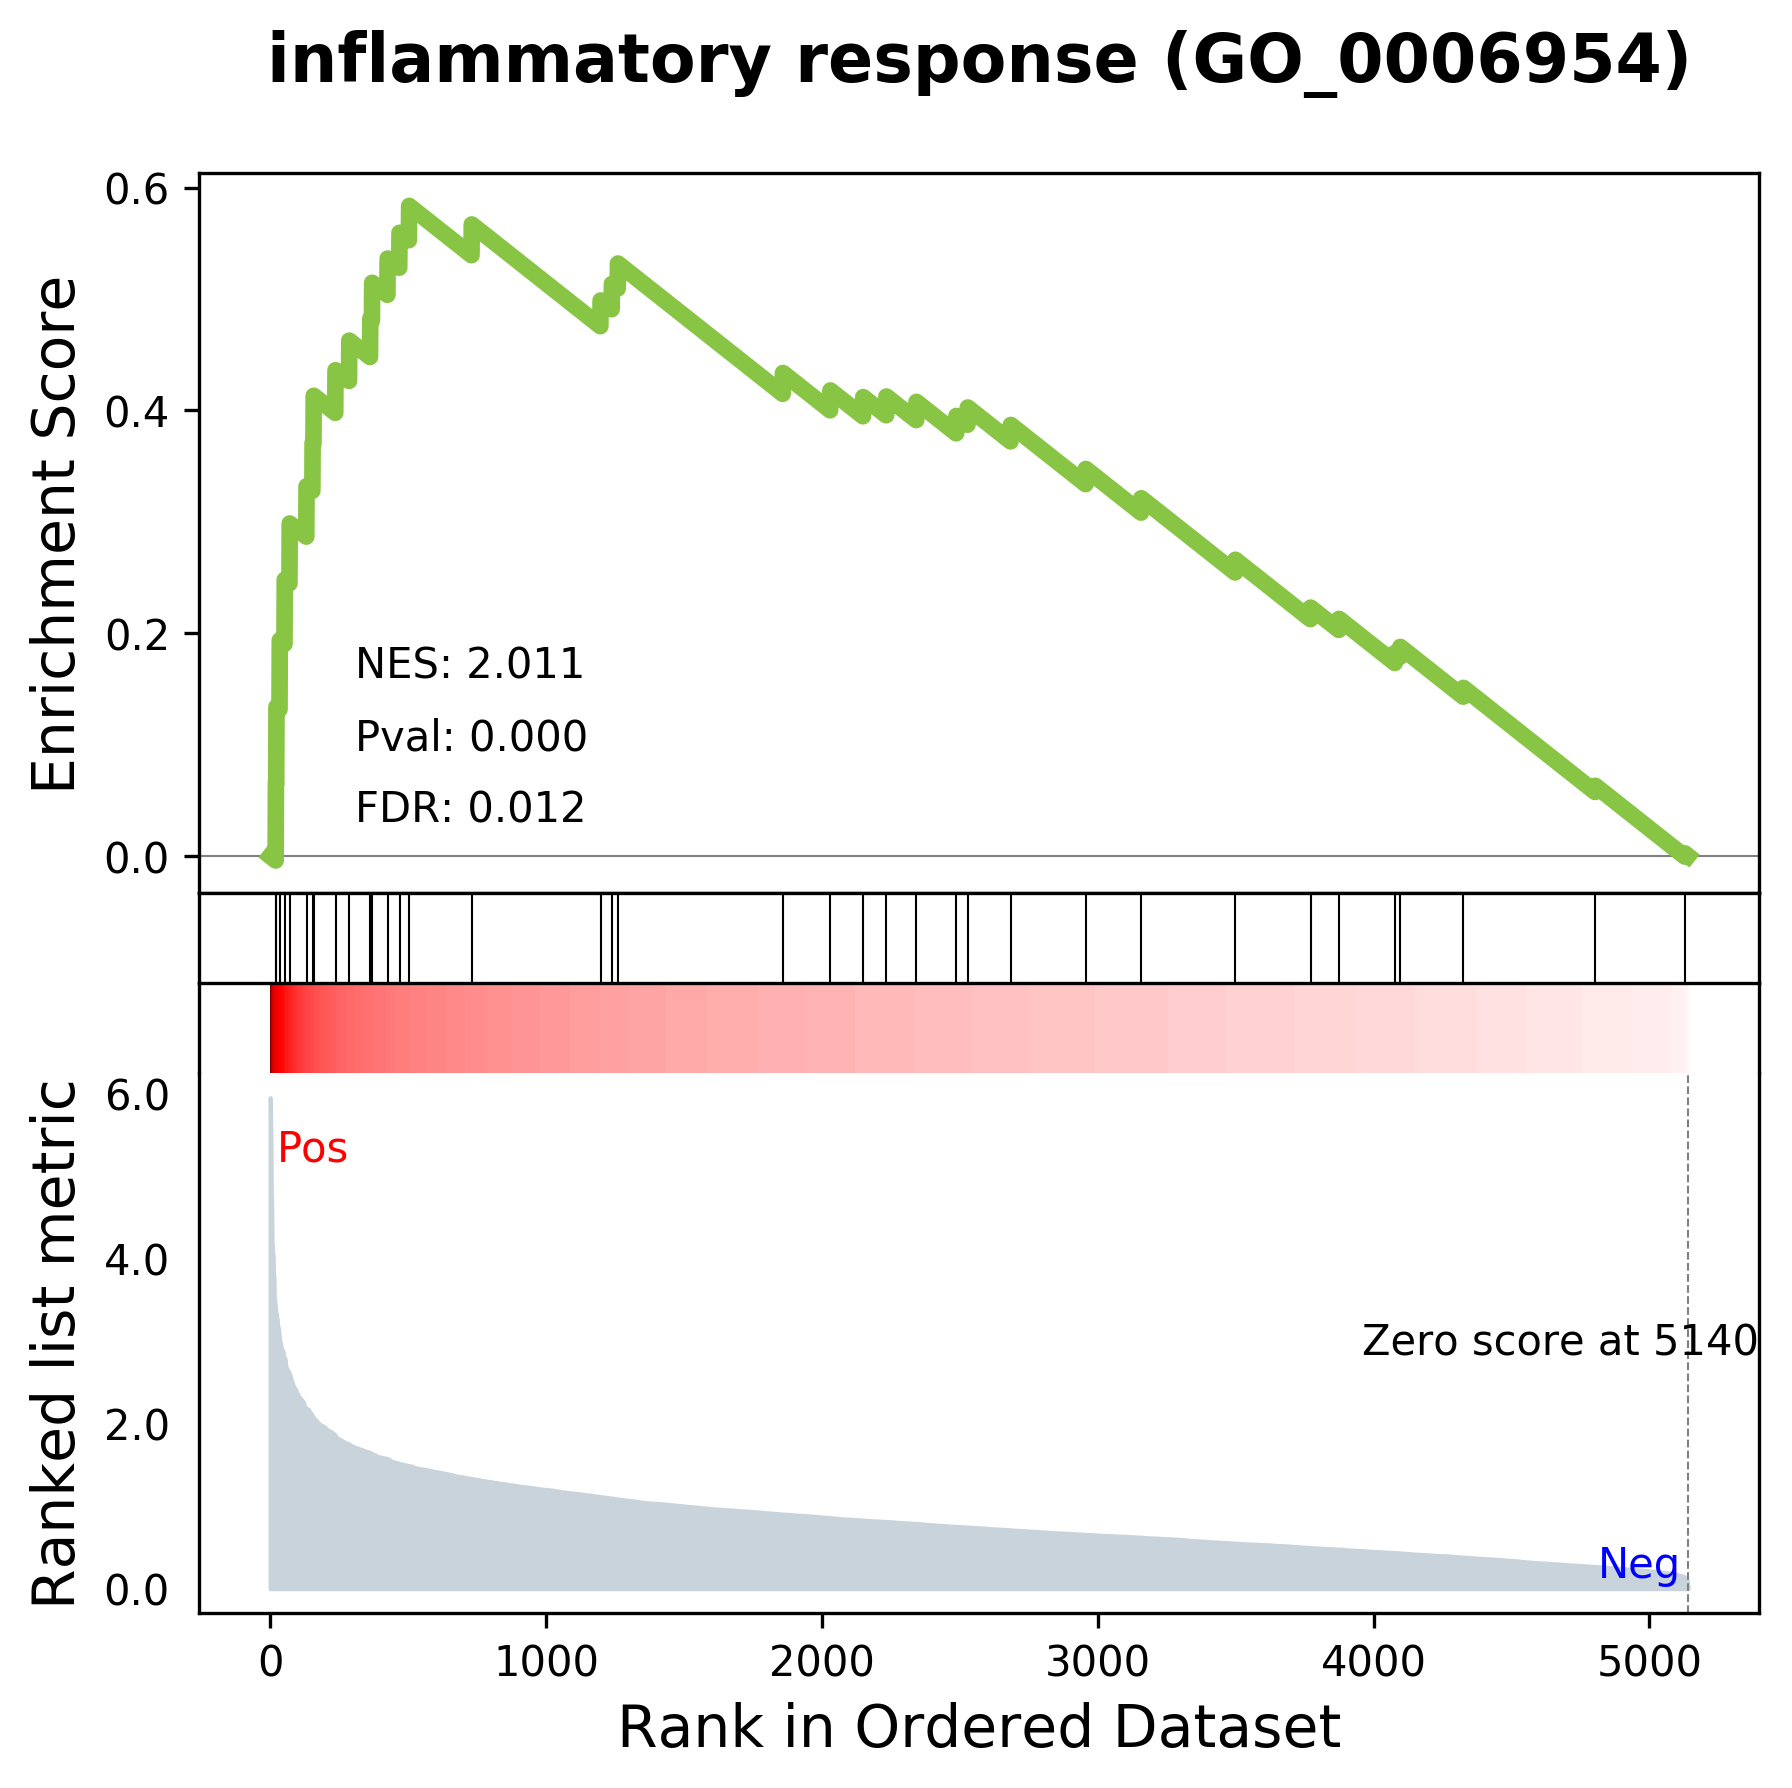 inflammatory response (GO_0006954)
Enrichment Score
0.6
0.4
0.2
0.0
NES: 2.011
Pval: 0.000
FDR: 0.012
Ranked list metric
6.0
4.0
2.0
0.0
Pos
Zero score at 5140
Neg
0 1000 2000 3000 4000 5000
Rank in Ordered Dataset